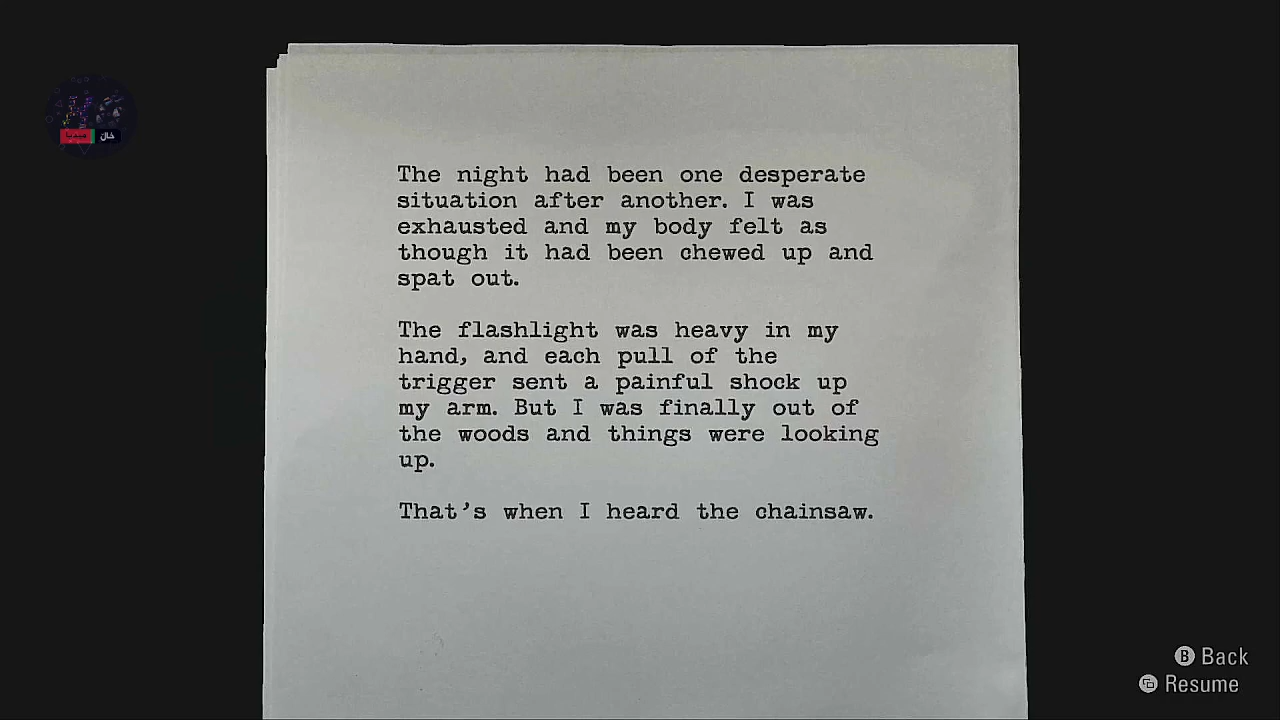 خان ميديا
The night had been one desperate
situation after another. I was
exhausted and my body felt as
though it had been chewed up and
spat out.
The flashlight was heavy in my
hand, and each pull of the
trigger sent a painful shock up
my arm. But I was finally out of
the woods and things were looking
up.
That's when I heard the chainsaw.
B Back
Resume